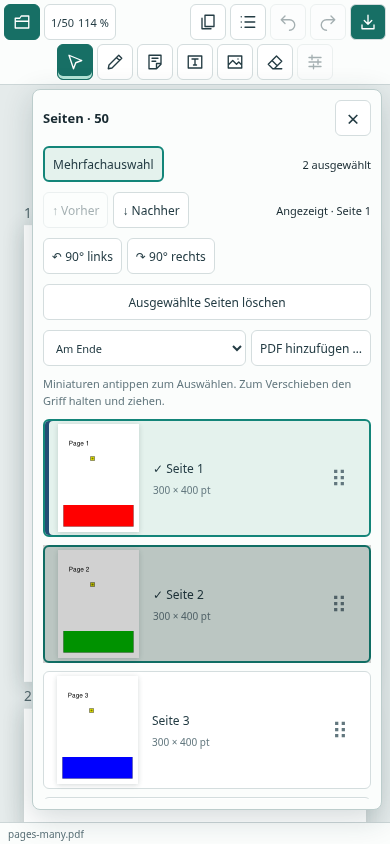 1/50 114 %
Seiten · 50
Mehrfachauswahl
2 ausgewählt
↑ Vorher
↓ Nachher
Angezeigt · Seite 1
↶ 90° links
↷ 90° rechts
Ausgewählte Seiten löschen
Am Ende
PDF hinzufügen ...
Miniaturen antippen zum Auswählen. Zum Verschieben den
Griff halten und ziehen.
1
Page 1
✓ Seite 1
300 × 400 pt
Page 2
✓ Seite 2
300 × 400 pt
2
Page 3
Seite 3
300 × 400 pt
pages-many.pdf